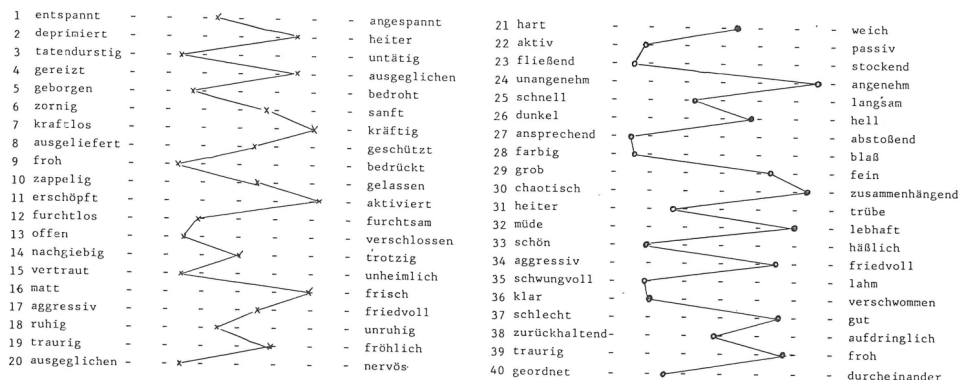 1 entspannt - - - - - - - angespannt
2 deprimiert - - - - - - - heiter
3 tatendurstig - - - - - - - untätig
4 gereizt - - - - - - - ausgeglichen
5 geborgen - - - - - - - bedroht
6 zornig - - - - - - - sanft
7 kraftlos - - - - - - - kräftig
8 ausgeliefert - - - - - - - geschützt
9 froh - - - - - - - bedrückt
10 zappelig - - - - - - - gelassen
11 erschöpft - - - - - - - aktiviert
12 furchtlos - - - - - - - furchtsam
13 offen - - - - - - - verschlossen
14 nachgiebig - - - - - - - trotzig
15 vertraut - - - - - - - unheimlich
16 matt - - - - - - - frisch
17 aggressiv - - - - - - - friedvoll
18 ruhig - - - - - - - unruhig
19 traurig - - - - - - - fröhlich
20 ausgeglichen - - - - - - - nervös
21 hart - - - - - - - weich
22 aktiv - - - - - - - passiv
23 fließend - - - - - - - stockend
24 unangenehm - - - - - - - angenehm
25 schnell - - - - - - - langsam
26 dunkel - - - - - - - hell
27 ansprechend - - - - - - - abstoßend
28 farbig - - - - - - - blaß
29 grob - - - - - - - fein
30 chaotisch - - - - - - - zusammenhängend
31 heiter - - - - - - - trübe
32 müde - - - - - - - lebhaft
33 schön - - - - - - - häßlich
34 aggressiv - - - - - - - friedvoll
35 schwungvoll - - - - - - - lahm
36 klar - - - - - - - verschwommen
37 schlecht - - - - - - - gut
38 zurückhaltend - - - - - - - aufdringlich
39 traurig - - - - - - - froh
40 geordnet - - - - - - - durcheinander